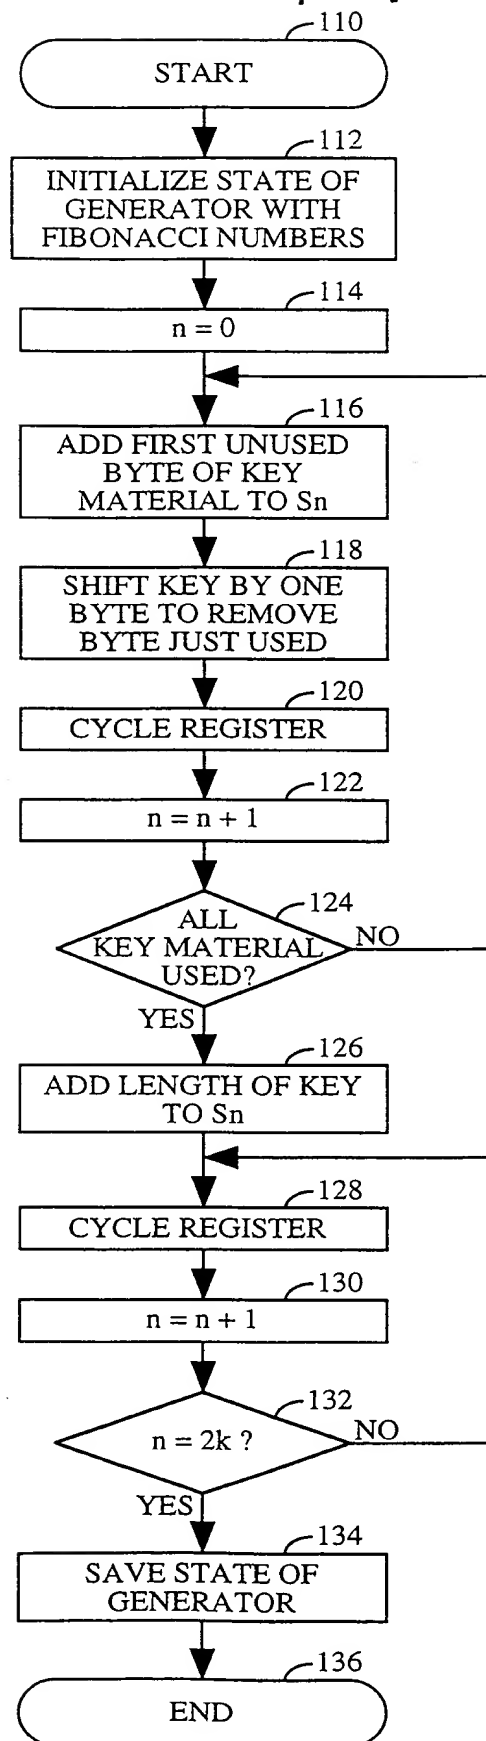 110
START
112
INITIALIZE STATE OF
GENERATOR WITH
FIBONACCI NUMBERS
114
n = 0
116
ADD FIRST UNUSED
BYTE OF KEY
MATERIAL TO Sn
118
SHIFT KEY BY ONE
BYTE TO REMOVE
BYTE JUST USED
120
CYCLE REGISTER
122
n = n + 1
124
ALL
KEY MATERIAL
USED?
NO
YES
126
ADD LENGTH OF KEY
TO Sn
128
CYCLE REGISTER
130
n = n + 1
132
n = 2k ?
NO
YES
134
SAVE STATE OF
GENERATOR
136
END